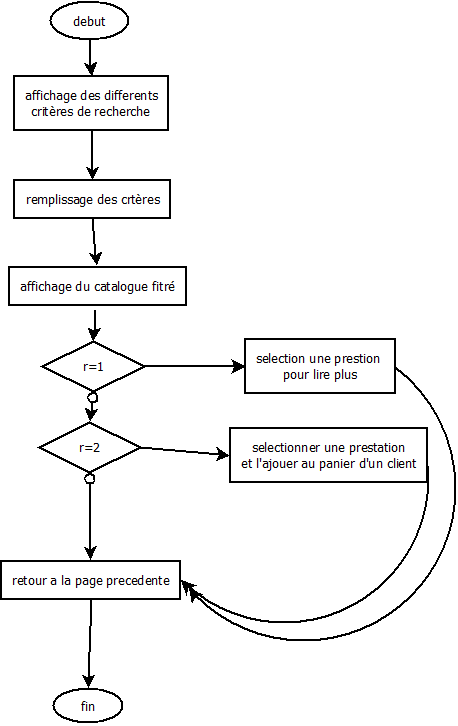 debut
affichage des differents
critères de recherche
remplissage des crtères
affichage du catalogue fitré
r=1
selection une prestion
pour lire plus
r=2
selectionner une prestation
et l'ajouer au panier d'un client
retour a la page precedente
fin